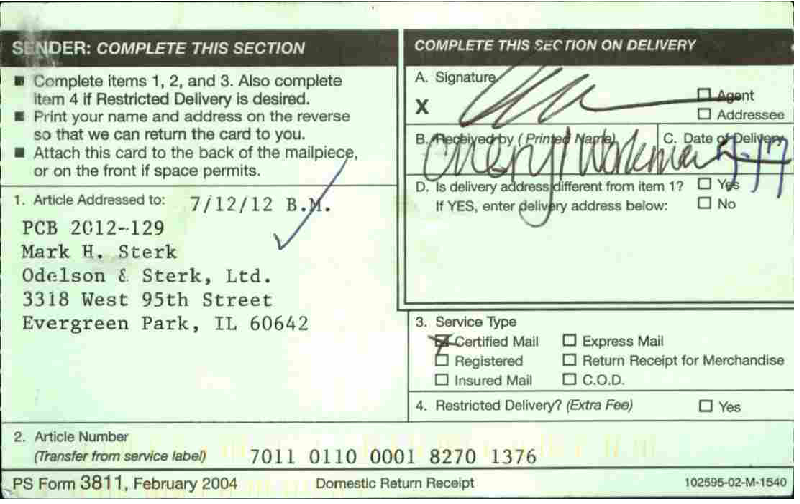 SENDER: COMPLETE THIS SECTION
■ Complete items 1, 2, and 3. Also complete
item 4 if Restricted Delivery is desired.
■ Print your name and address on the reverse
so that we can return the card to you.
■ Attach this card to the back of the mailpiece,
or on the front if space permits.
1. Article Addressed to:
7/12/12 B.M.
PCB 2012-129
Mark H. Sterk
Odelson & Sterk, Ltd.
3318 West 95th Street
Evergreen Park, IL 60642
2. Article Number
(Transfer from service label)
7011 0110 0001 8270 1376
COMPLETE THIS SECTION ON DELIVERY
A. Signature
X
☐ Agent
☐ Addressee
B. Received by (Printed Name)
C. Date of Delivery
Cheryl Workman
D. Is delivery address different from item 1? ☐ Yes
If YES, enter delivery address below: ☐ No
3. Service Type
☒ Certified Mail ☐ Express Mail
☐ Registered ☐ Return Receipt for Merchandise
☐ Insured Mail ☐ C.O.D.
4. Restricted Delivery? (Extra Fee) ☐ Yes
PS Form 3811, February 2004 Domestic Return Receipt 102595-02-M-1540